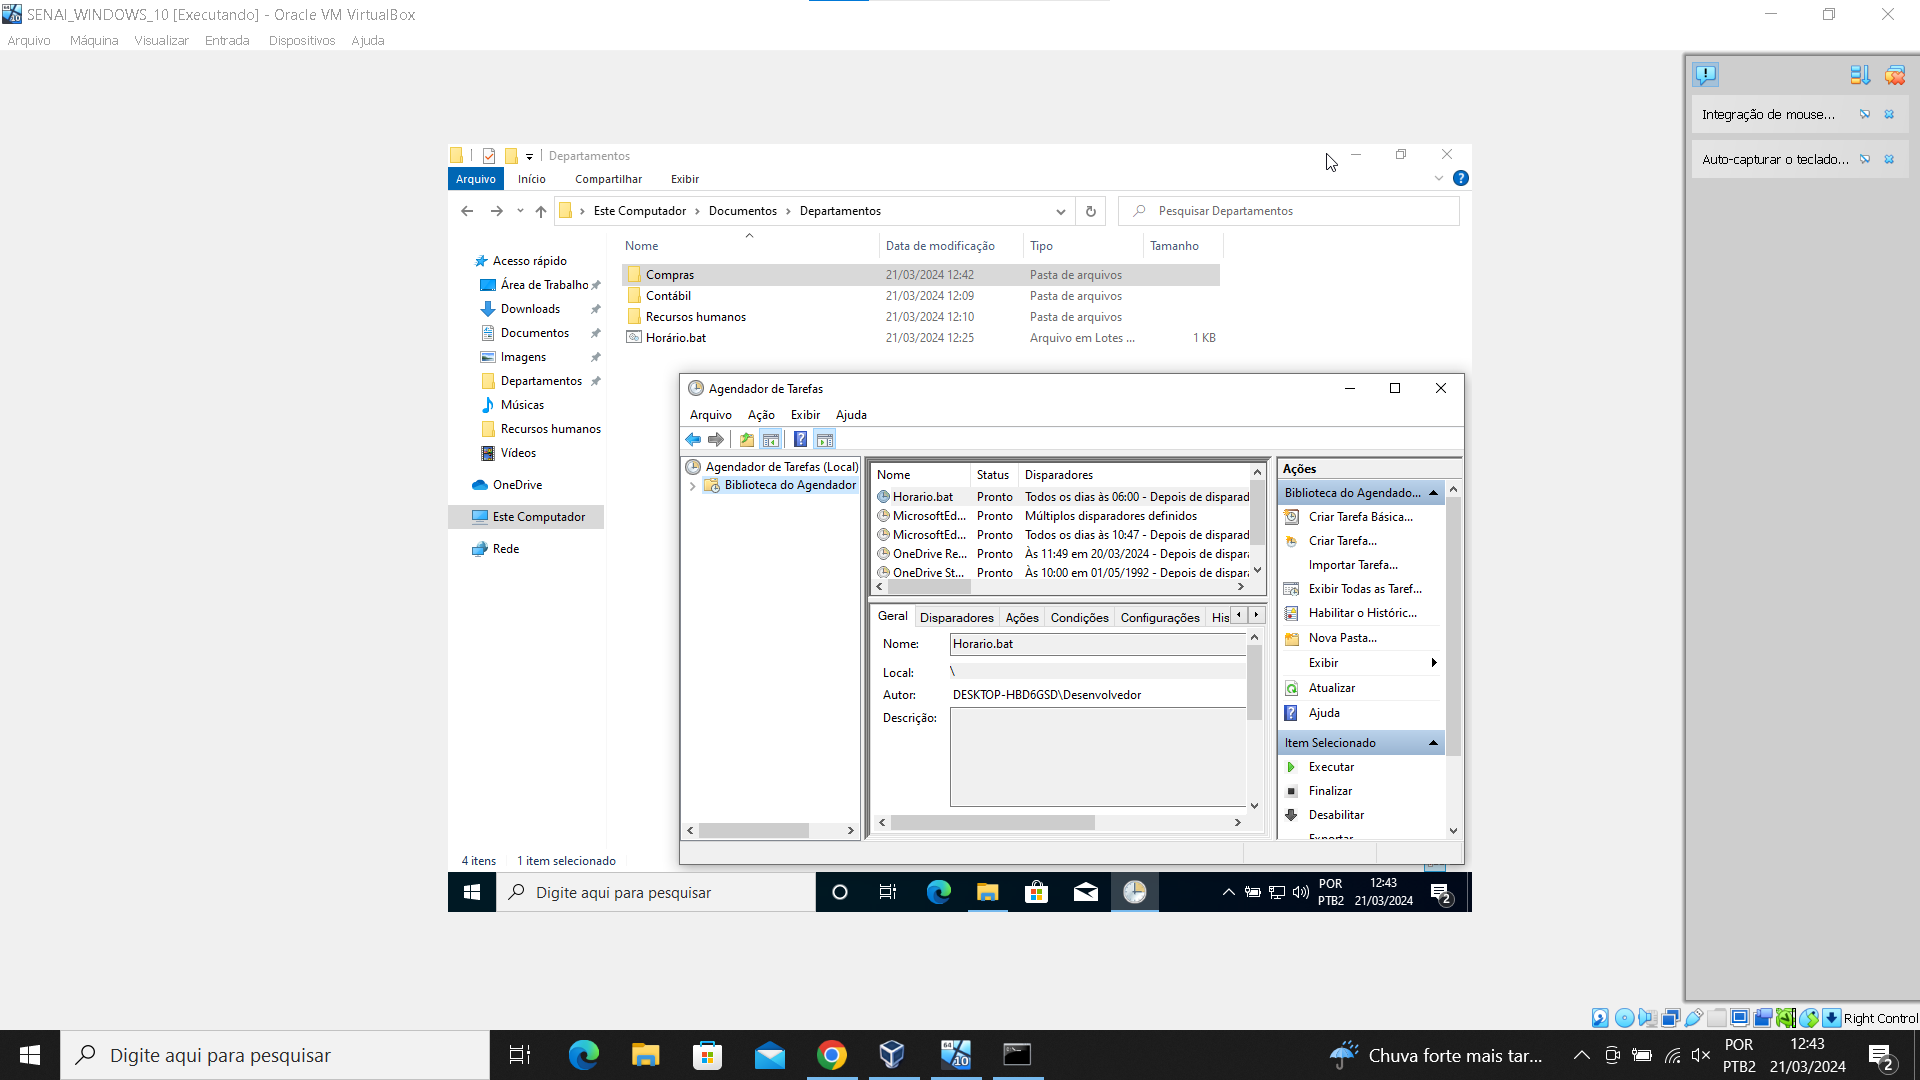 SENAI_WINDOWS_10 [Executando] - Oracle VM VirtualBox
Arquivo Máquina Visualizar Entrada Dispositivos Ajuda
Integração de mouse...
Auto-capturar o teclado...
Departamentos
Arquivo Início Compartilhar Exibir
Este Computador > Documentos > Departamentos
Pesquisar Departamentos
Nome Data de modificação Tipo Tamanho
Compras 21/03/2024 12:42 Pasta de arquivos
Contábil 21/03/2024 12:09 Pasta de arquivos
Recursos humanos 21/03/2024 12:10 Pasta de arquivos
Horário.bat 21/03/2024 12:25 Arquivo em Lotes ... 1 KB
Acesso rápido
Área de Trabalho
Downloads
Documentos
Imagens
Departamentos
Músicas
Recursos humanos
Vídeos
OneDrive
Este Computador
Rede
4 itens 1 item selecionado
Agendador de Tarefas
Arquivo Ação Exibir Ajuda
Agendador de Tarefas (Local)
Biblioteca do Agendador
Nome Status Disparadores
Horario.bat Pronto Todos os dias às 06:00 - Depois de disparad
MicrosoftEd... Pronto Múltiplos disparadores definidos
MicrosoftEd... Pronto Todos os dias às 10:47 - Depois de disparad
OneDrive Re... Pronto Às 11:49 em 20/03/2024 - Depois de dispara
OneDrive St... Pronto Às 10:00 em 01/05/1992 - Depois de dispara
Geral Disparadores Ações Condições Configurações His
Nome: Horario.bat
Local: \
Autor: DESKTOP-HBD6GSD\Desenvolvedor
Descrição:
Ações
Biblioteca do Agendado...
Criar Tarefa Básica...
Criar Tarefa...
Importar Tarefa...
Exibir Todas as Taref...
Habilitar o Históric...
Nova Pasta...
Exibir
Atualizar
Ajuda
Item Selecionado
Executar
Finalizar
Desabilitar
Exportar
Digite aqui para pesquisar
POR
PTB2
12:43
21/03/2024
2
Right Control
Digite aqui para pesquisar
64
10
Chuva forte mais tar...
POR
PTB2
12:43
21/03/2024
2